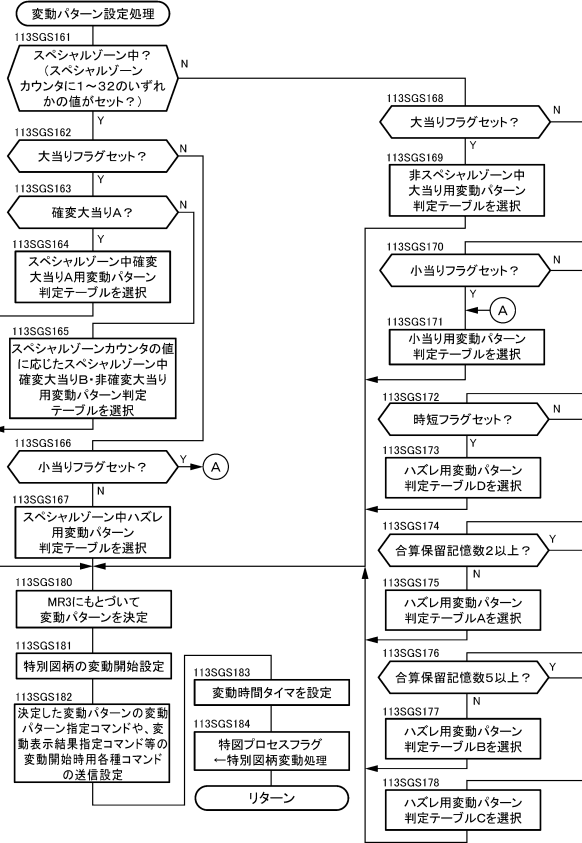 変動パターン設定処理
113SGS161
スペシャルゾーン中？
（スペシャルゾーン
カウンタに１～３２のいずれ
かの値がセット？）
N
Y
113SGS162
大当りフラグセット？
N
Y
113SGS163
確変大当りA？
N
Y
113SGS164
スペシャルゾーン中確変
大当りA用変動パターン
判定テーブルを選択
113SGS165
スペシャルゾーンカウンタの値
に応じたスペシャルゾーン中
確変大当りB・非確変大当り
用変動パターン判定
テーブルを選択
113SGS166
小当りフラグセット？
Y
A
N
113SGS167
スペシャルゾーン中ハズレ
用変動パターン
判定テーブルを選択
113SGS180
MR3にもとづいて
変動パターンを決定
113SGS181
特別図柄の変動開始設定
113SGS182
決定した変動パターンの変動
パターン指定コマンドや、変
動表示結果指定コマンド等の
変動開始時用各種コマンド
の送信設定
113SGS183
変動時間タイマを設定
113SGS184
特図プロセスフラグ
←特別図柄変動処理
リターン
113SGS168
大当りフラグセット？
N
Y
113SGS169
非スペシャルゾーン中
大当り用変動パターン
判定テーブルを選択
113SGS170
小当りフラグセット？
N
Y
A
113SGS171
小当り用変動パターン
判定テーブルを選択
113SGS172
時短フラグセット？
N
Y
113SGS173
ハズレ用変動パターン
判定テーブルDを選択
113SGS174
合算保留記憶数２以上？
Y
N
113SGS175
ハズレ用変動パターン
判定テーブルAを選択
113SGS176
合算保留記憶数５以上？
Y
N
113SGS177
ハズレ用変動パターン
判定テーブルBを選択
113SGS178
ハズレ用変動パターン
判定テーブルCを選択